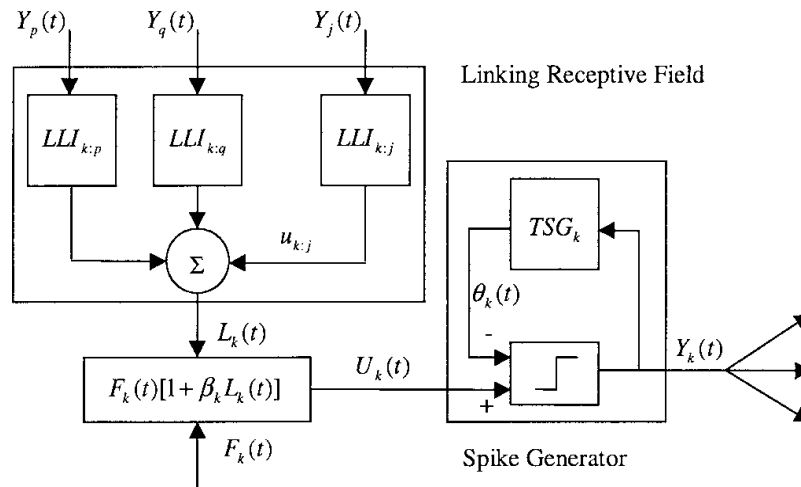 Y_p(t) Y_q(t) Y_j(t)
Linking Receptive Field
LLI_{k:p} LLI_{k:q} LLI_{k:j}
TSG_k
u_{k:j}
Σ
θ_k(t)
L_k(t)
-
U_k(t)
Y_k(t)
F_k(t)[1+β_k L_k(t)]
+
F_k(t)
Spike Generator